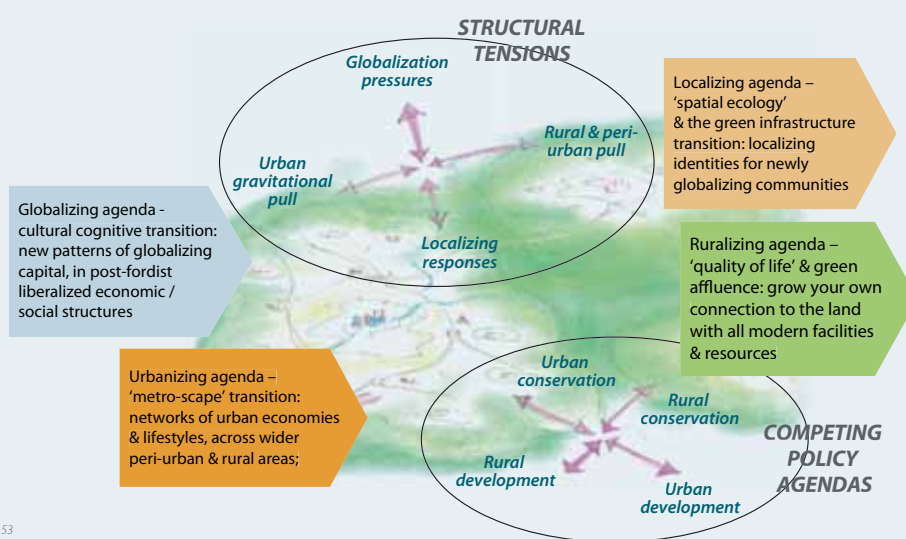 STRUCTURAL
TENSIONS
Globalization
pressures
Rural & peri-
urban pull
Urban
gravitational
pull
Localizing
responses
Localizing agenda –
‘spatial ecology’
& the green infrastructure
transition: localizing
identities for newly
globalizing communities
Globalizing agenda -
cultural cognitive transition:
new patterns of globalizing
capital, in post-fordist
liberalized economic /
social structures
Ruralizing agenda –
‘quality of life’ & green
affluence: grow your own
connection to the land
with all modern facilities
& resources
Urbanizing agenda –
‘metro-scape’ transition:
networks of urban economies
& lifestyles, across wider
peri-urban & rural areas;
Urban
conservation
Rural
conservation
Rural
development
Urban
development
COMPETING
POLICY
AGENDAS
53